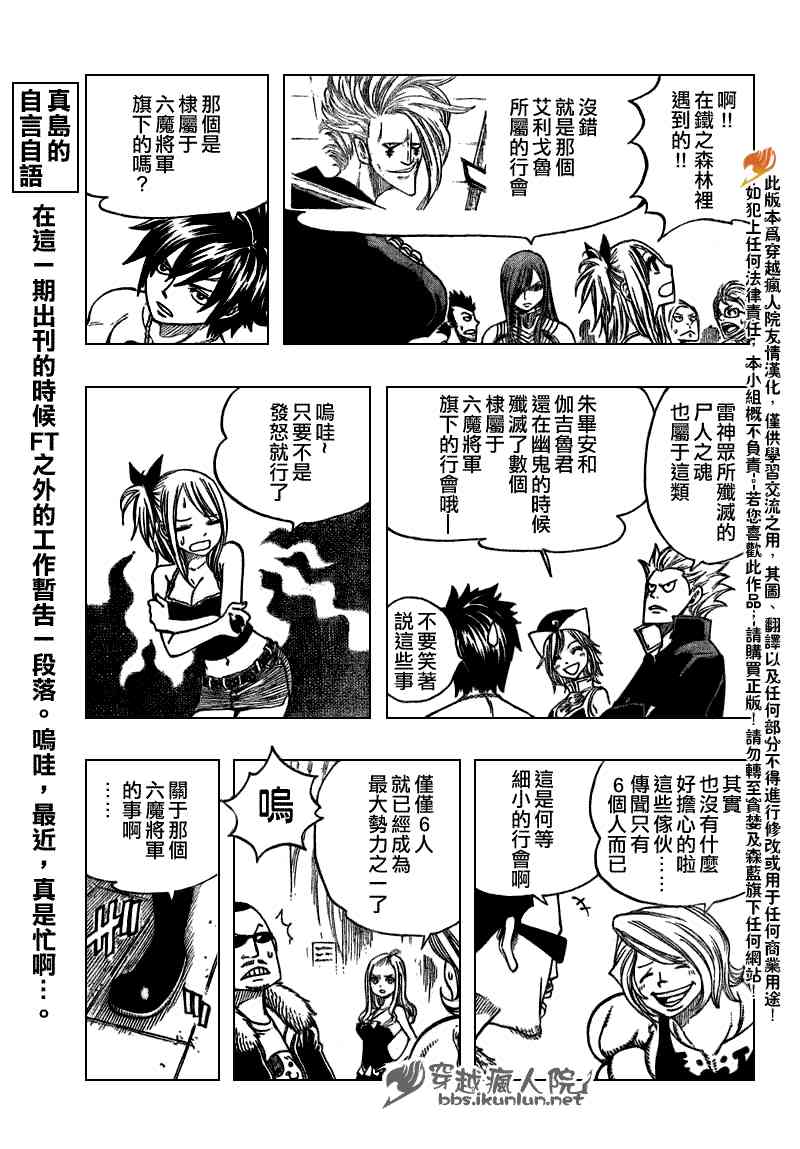 此版本爲穿越瘋人院友情漢化，僅供學習交流之用，其圖、翻譯以及任何部分不得進行修改或用于任何商業用途！
如犯上任何法律責任，本小組概不負責！若您喜歡此作品，請購買正版！請勿轉至貪婪及森藍旗下任何網站！
啊!!
在鐵之森林裡
遇到的!!
沒錯
就是那個
艾利戈魯
所屬的行會
那個是
棣屬于
六魔將軍
旗下的嗎?
雷神眾所殲滅的
尸人之魂
也屬于這類
朱畢安和
伽吉魯君
還在幽鬼的時候
殲滅了數個
棣屬于
六魔將軍
旗下的行會哦ー
不要笑著
說這些事
嗚哇~
只要不是
發怒就行了
其實
也沒有什麼
好擔心的啦
這些傢伙……
傳聞只有
6個人而已
這是何等
細小的行會啊
僅僅6人
就已經成為
最大勢力之一了
嗚
關于那個
六魔將軍
的事啊
……
真島的
自言自語
在這一期出刊的時候FT之外的工作暫告一段落。嗚哇，最近，真是忙啊…。
穿越瘋人院
bbs.ikunlun.net